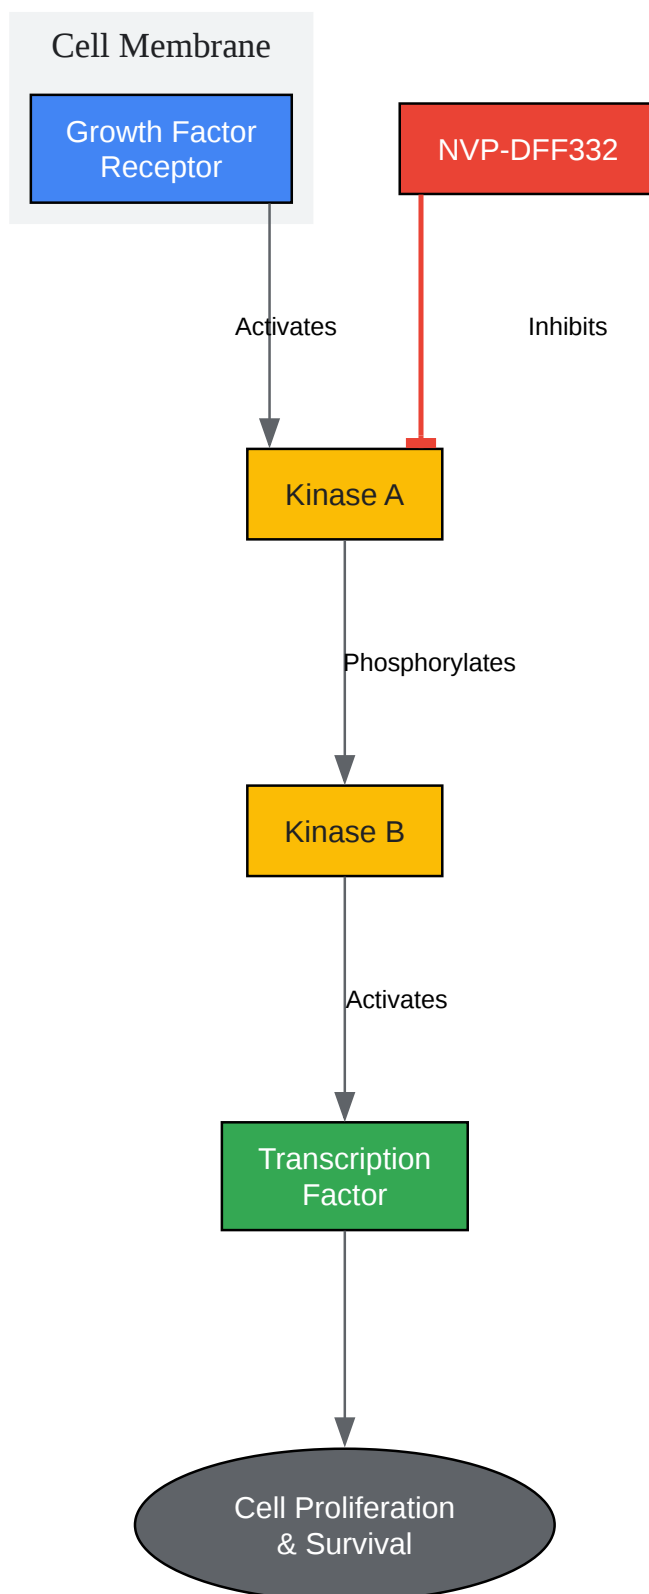 Cell Membrane
Growth Factor
Receptor
NVP-DFF332
Activates
Inhibits
Kinase A
Phosphorylates
Kinase B
Activates
Transcription
Factor
Cell Proliferation
& Survival